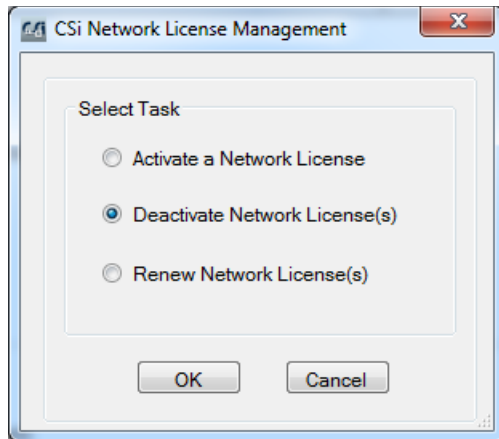 CSi Network License Management
Select Task
Activate a Network License
Deactivate Network License(s)
Renew Network License(s)
OK
Cancel